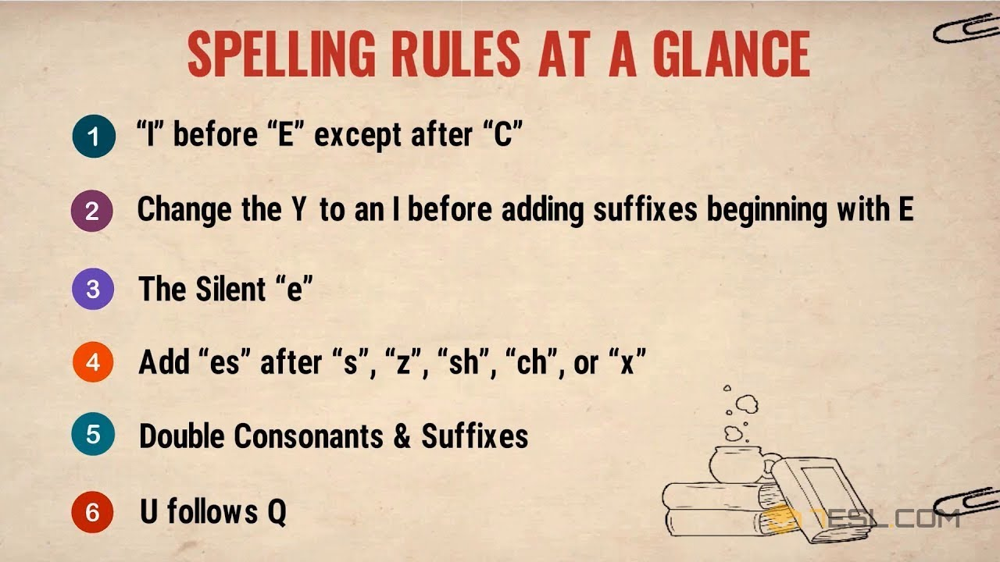 SPELLING RULES AT A GLANCE
1 “I” before “E” except after “C”
2 Change the Y to an I before adding suffixes beginning with E
3 The Silent “e”
4 Add “es” after “s”, “z”, “sh”, “ch”, or “x”
5 Double Consonants & Suffixes
6 U follows Q
7ESL.COM